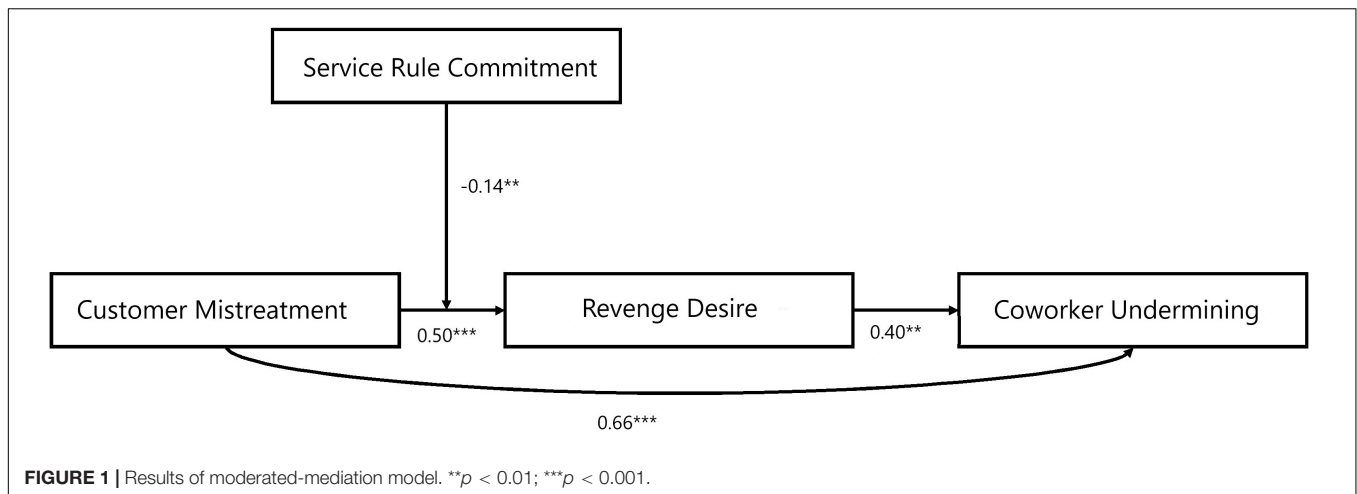 Service Rule Commitment
-0.14**
Customer Mistreatment
0.50***
Revenge Desire
0.40**
Coworker Undermining
0.66***
FIGURE 1 | Results of moderated-mediation model. **p < 0.01; ***p < 0.001.